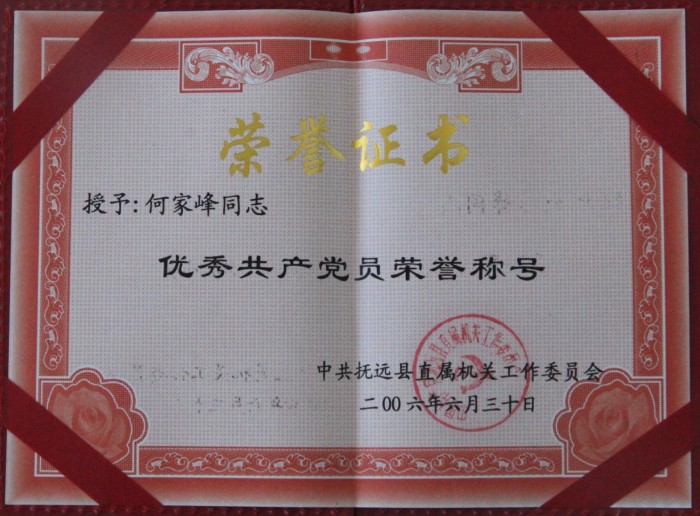 荣誉证书
授予:何家峰同志
优秀共产党员荣誉称号
中共抚远县直属机关工作委员会
二00六年六月三十日